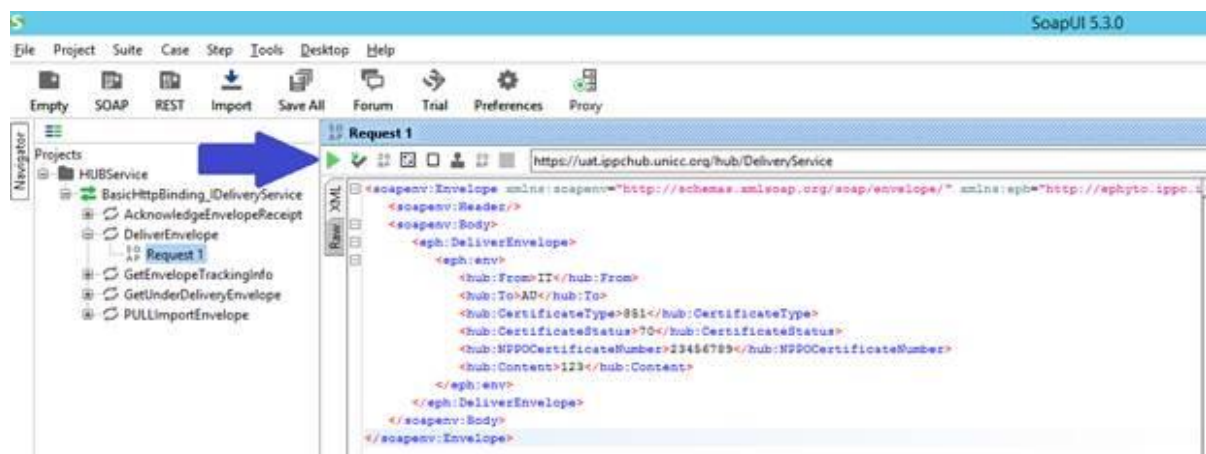 SoapUI 5.3.0
File Project Suite Case Step Tools Desktop Help
Empty SOAP REST Import Save All Forum Trial Preferences Proxy
Navigator
Projects
HUBService
BasicHttpBinding_IDeliveryService
AcknowledgeEnvelopeReceipt
DeliverEnvelope
Request 1
GetEnvelopeTrackingInfo
GetUnderDeliveryEnvelope
PULLImportEnvelope
Request 1
https://uat.ippchub.unicc.org/hub/DeliveryService
XML
Raw
<soapenv:Envelope xmlns:soapenv="http://schemas.xmlsoap.org/soap/envelope/" xmlns:eph="http://ephyto.ippc.
<soapenv:Header/>
<soapenv:Body>
<eph:DeliverEnvelope>
<eph:env>
<hub:From>IT</hub:From>
<hub:To>AU</hub:To>
<hub:CertificateType>851</hub:CertificateType>
<hub:CertificateStatus>70</hub:CertificateStatus>
<hub:NPPOCertificateNumber>23456789</hub:NPPOCertificateNumber>
<hub:Content>123</hub:Content>
</eph:env>
</eph:DeliverEnvelope>
</soapenv:Body>
</soapenv:Envelope>